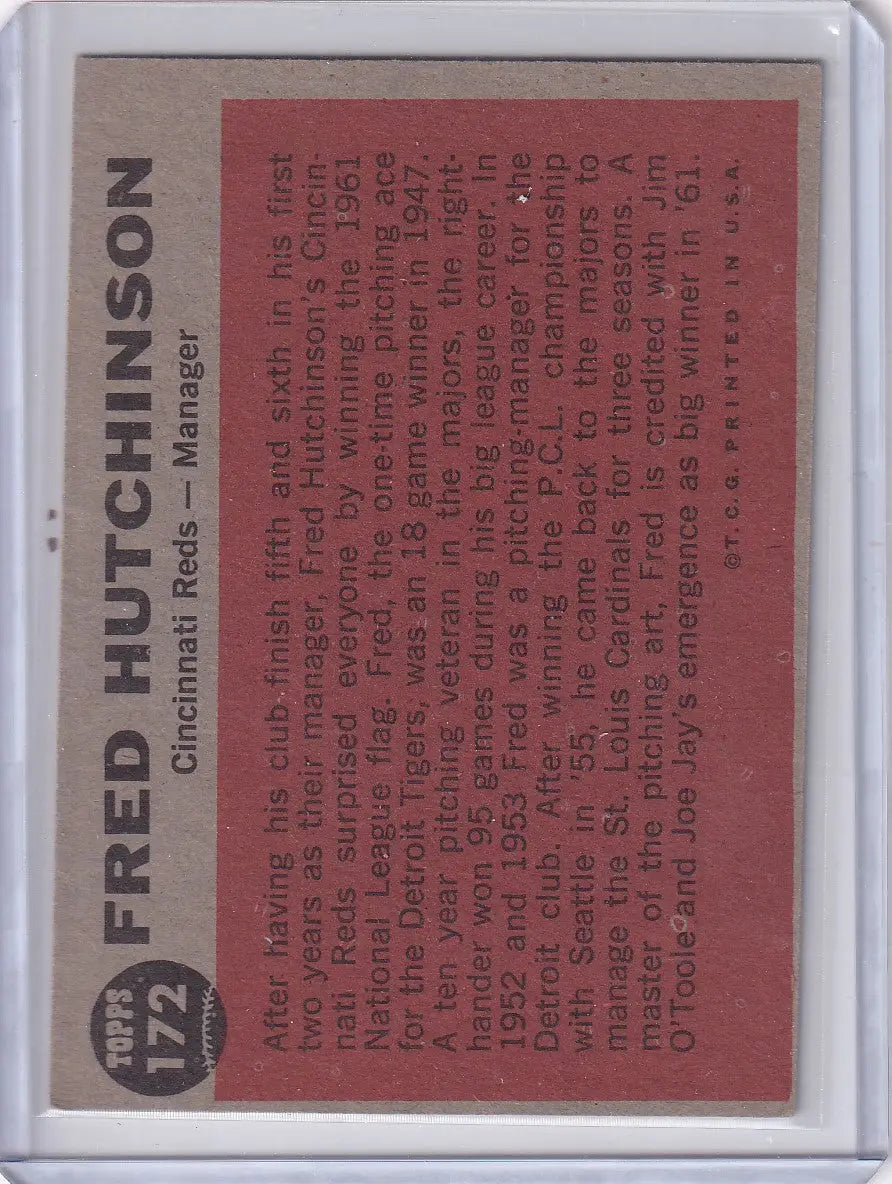 TOPPS
172
FRED HUTCHINSON
Cincinnati Reds — Manager
After having his club finish fifth and sixth in his first
two years as their manager, Fred Hutchinson's Cincin-
nati Reds surprised everyone by winning the 1961
National League flag. Fred, the one-time pitching ace
for the Detroit Tigers, was an 18 game winner in 1947.
A ten year pitching veteran in the majors, the right-
hander won 95 games during his big league career. In
1952 and 1953 Fred was a pitching-manager for the
Detroit club. After winning the P.C.L. championship
with Seattle in '55, he came back to the majors to
manage the St. Louis Cardinals for three seasons. A
master of the pitching art, Fred is credited with Jim
O'Toole and Joe Jay's emergence as big winner in '61.
© T. C. G. PRINTED IN U.S.A.